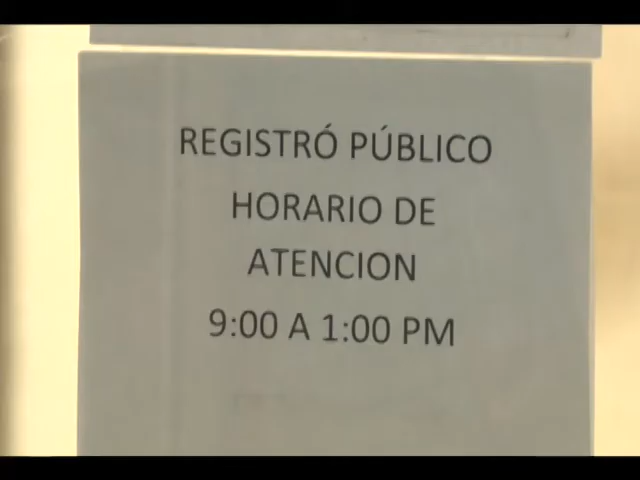 REGISTRÓ PÚBLICO
HORARIO DE
ATENCION
9:00 A 1:00 PM